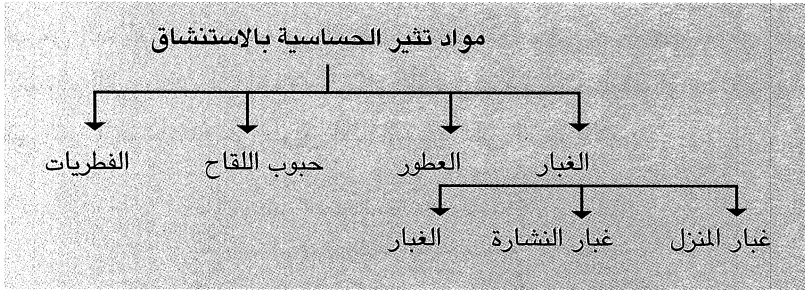 مواد تثير الحساسية بالاستنشاق
الغبار العطور حبوب اللقاح الفطريات
غبار المنزل غبار النشارة الغبار